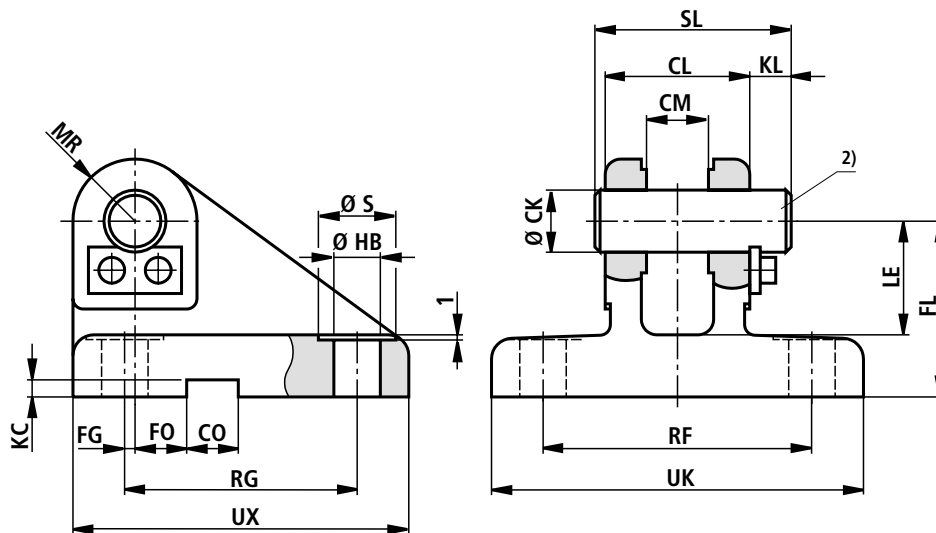 SL
CL
KL
CM
MR
2)
Ø S
Ø CK
Ø HB
LE
FL
1
KC
FG
FO
CO
RF
RG
UK
UX